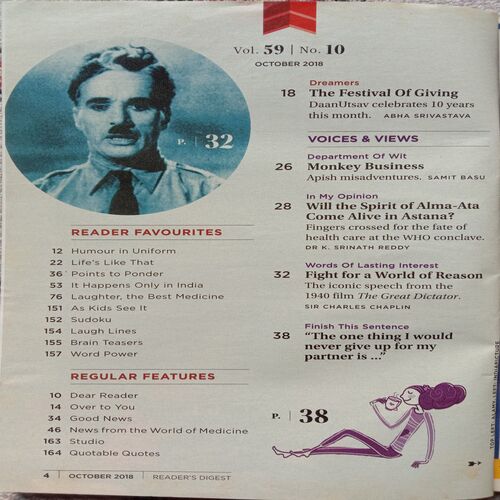 Vol. 59 | No. 10
OCTOBER 2018
P. | 32
READER FAVOURITES
12 Humour in Uniform
22 Life's Like That
36 Points to Ponder
53 It Happens Only in India
76 Laughter, the Best Medicine
151 As Kids See It
152 Sudoku
154 Laugh Lines
155 Brain Teasers
157 Word Power
REGULAR FEATURES
10 Dear Reader
14 Over to You
34 Good News
46 News from the World of Medicine
163 Studio
164 Quotable Quotes
Dreamers
18 The Festival Of Giving
DaanUtsav celebrates 10 years
this month. ABHA SRIVASTAVA
VOICES & VIEWS
Department Of Wit
26 Monkey Business
Apish misadventures. SAMIT BASU
In My Opinion
28 Will the Spirit of Alma-Ata
Come Alive in Astana?
Fingers crossed for the fate of
health care at the WHO conclave.
DR K. SRINATH REDDY
Words Of Lasting Interest
32 Fight for a World of Reason
The iconic speech from the
1940 film The Great Dictator.
SIR CHARLES CHAPLIN
Finish This Sentence
38 "The one thing I would
never give up for my
partner is ..."
P. | 38
4 | OCTOBER 2018 | READER'S DIGEST